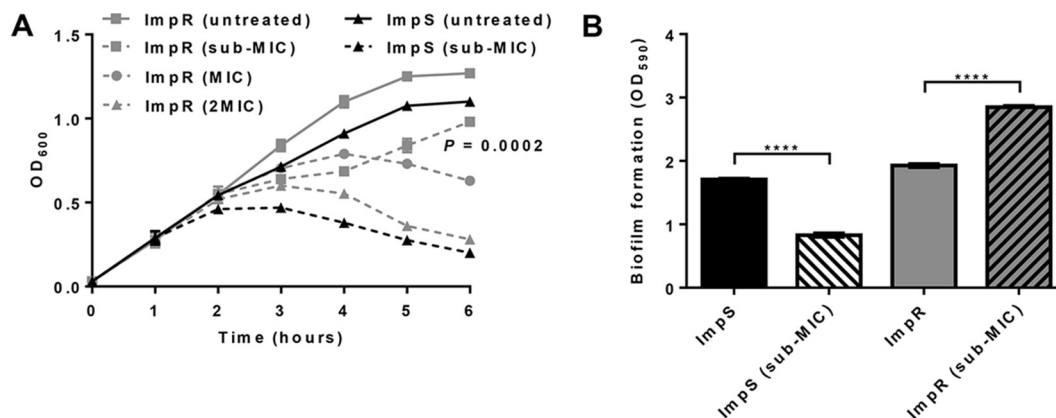 A
ImpR (untreated)
ImpR (sub-MIC)
ImpR (MIC)
ImpR (2MIC)
ImpS (untreated)
ImpS (sub-MIC)
P = 0.0002
OD600
1.5
1.0
0.5
0.0
0 1 2 3 4 5 6
Time (hours)
B
Biofilm formation (OD590)
4
3
2
1
0
****
****
ImpS
ImpS (sub-MIC)
ImpR
ImpR (sub-MIC)